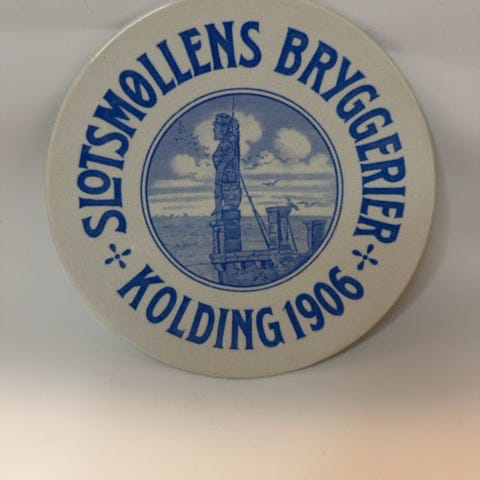 SLOTSMØLLENS BRYGGERIER
KOLDING 1906